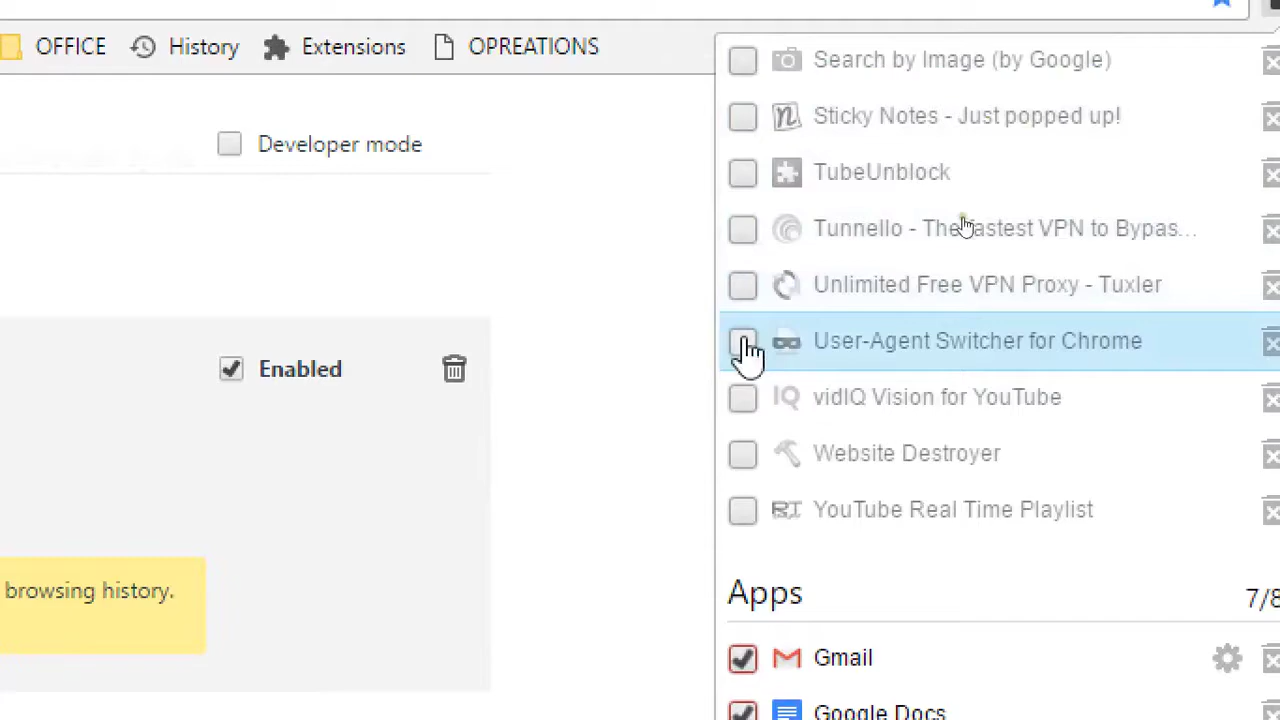 OFFICE History Extensions OPREATIONS
Developer mode
Enabled
browsing history.
Search by Image (by Google)
Sticky Notes - Just popped up!
TubeUnblock
Tunnello - The fastest VPN to Bypas...
Unlimited Free VPN Proxy - Tuxler
User-Agent Switcher for Chrome
vidIQ Vision for YouTube
Website Destroyer
YouTube Real Time Playlist
Apps 7/8
Gmail
Google Docs